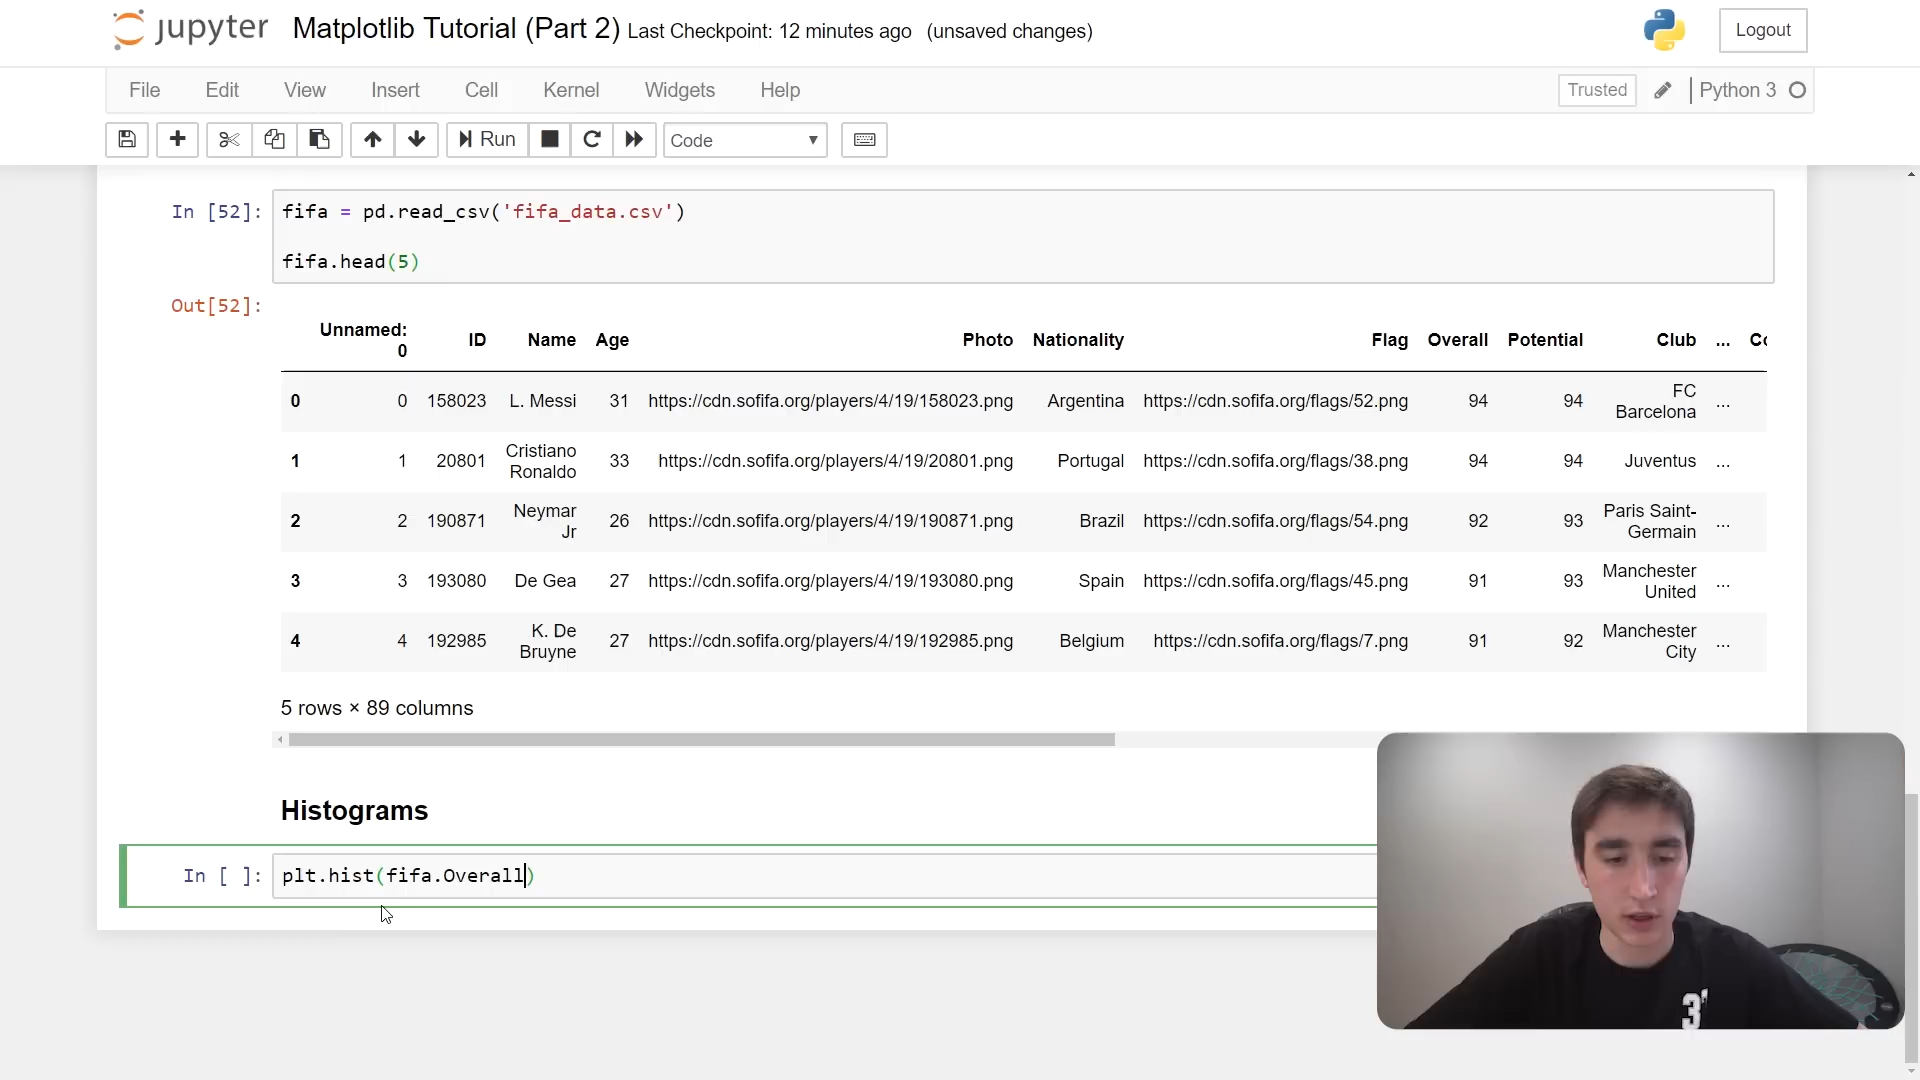 jupyter Matplotlib Tutorial (Part 2) Last Checkpoint: 12 minutes ago (unsaved changes) Logout
File Edit View Insert Cell Kernel Widgets Help Trusted Python 3
Run Code
In [52]: fifa = pd.read_csv('fifa_data.csv')
fifa.head(5)
Out[52]:
Unnamed: 0 ID Name Age Photo Nationality Flag Overall Potential Club ...
0 0 158023 L. Messi 31 https://cdn.sofifa.org/players/4/19/158023.png Argentina https://cdn.sofifa.org/flags/52.png 94 94 FC Barcelona ...
1 1 20801 Cristiano Ronaldo 33 https://cdn.sofifa.org/players/4/19/20801.png Portugal https://cdn.sofifa.org/flags/38.png 94 94 Juventus ...
2 2 190871 Neymar Jr 26 https://cdn.sofifa.org/players/4/19/190871.png Brazil https://cdn.sofifa.org/flags/54.png 92 93 Paris Saint-Germain ...
3 3 193080 De Gea 27 https://cdn.sofifa.org/players/4/19/193080.png Spain https://cdn.sofifa.org/flags/45.png 91 93 Manchester United ...
4 4 192985 K. De Bruyne 27 https://cdn.sofifa.org/players/4/19/192985.png Belgium https://cdn.sofifa.org/flags/7.png 91 92 Manchester City ...
5 rows × 89 columns
Histograms
In [ ]: plt.hist(fifa.Overall)